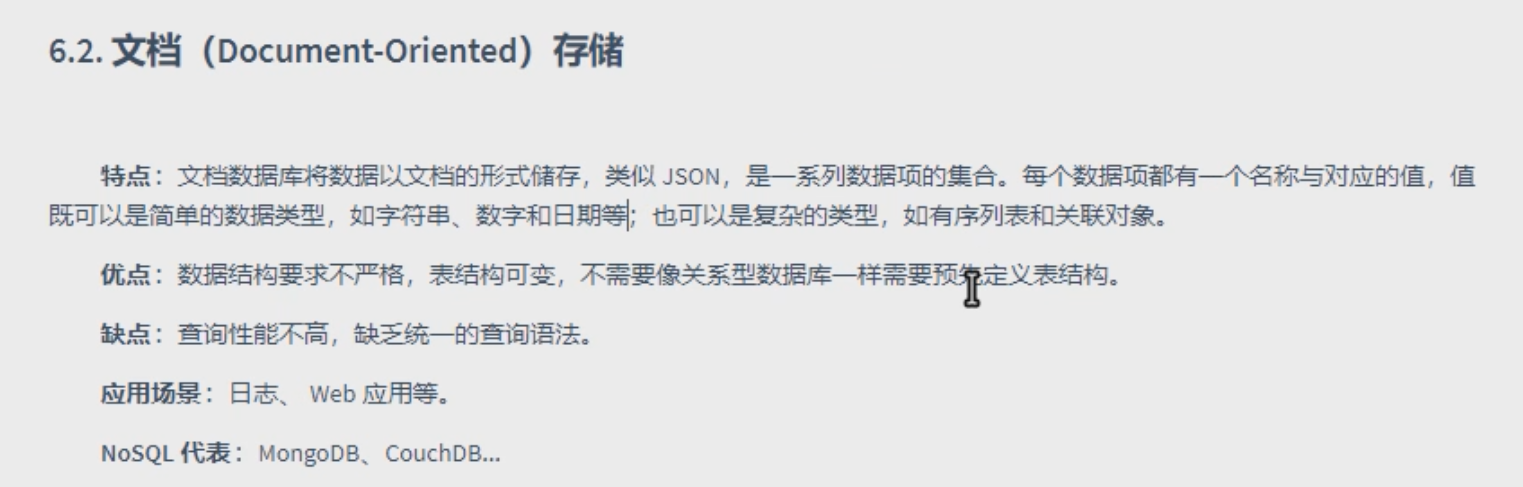 6.2. 文档（Document-Oriented）存储
特点：文档数据库将数据以文档的形式储存，类似 JSON，是一系列数据项的集合。每个数据项都有一个名称与对应的值，值
既可以是简单的数据类型，如字符串、数字和日期等；也可以是复杂的类型，如有序列表和关联对象。
优点：数据结构要求不严格，表结构可变，不需要像关系型数据库一样需要预先定义表结构。
缺点：查询性能不高，缺乏统一的查询语法。
应用场景：日志、 Web 应用等。
NoSQL 代表：MongoDB、CouchDB...